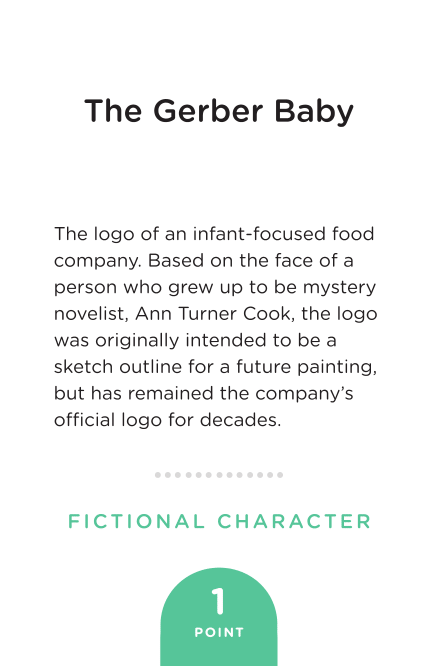 The Gerber Baby
The logo of an infant-focused food
company. Based on the face of a
person who grew up to be mystery
novelist, Ann Turner Cook, the logo
was originally intended to be a
sketch outline for a future painting,
but has remained the company’s
official logo for decades.
FICTIONAL CHARACTER
1
POINT